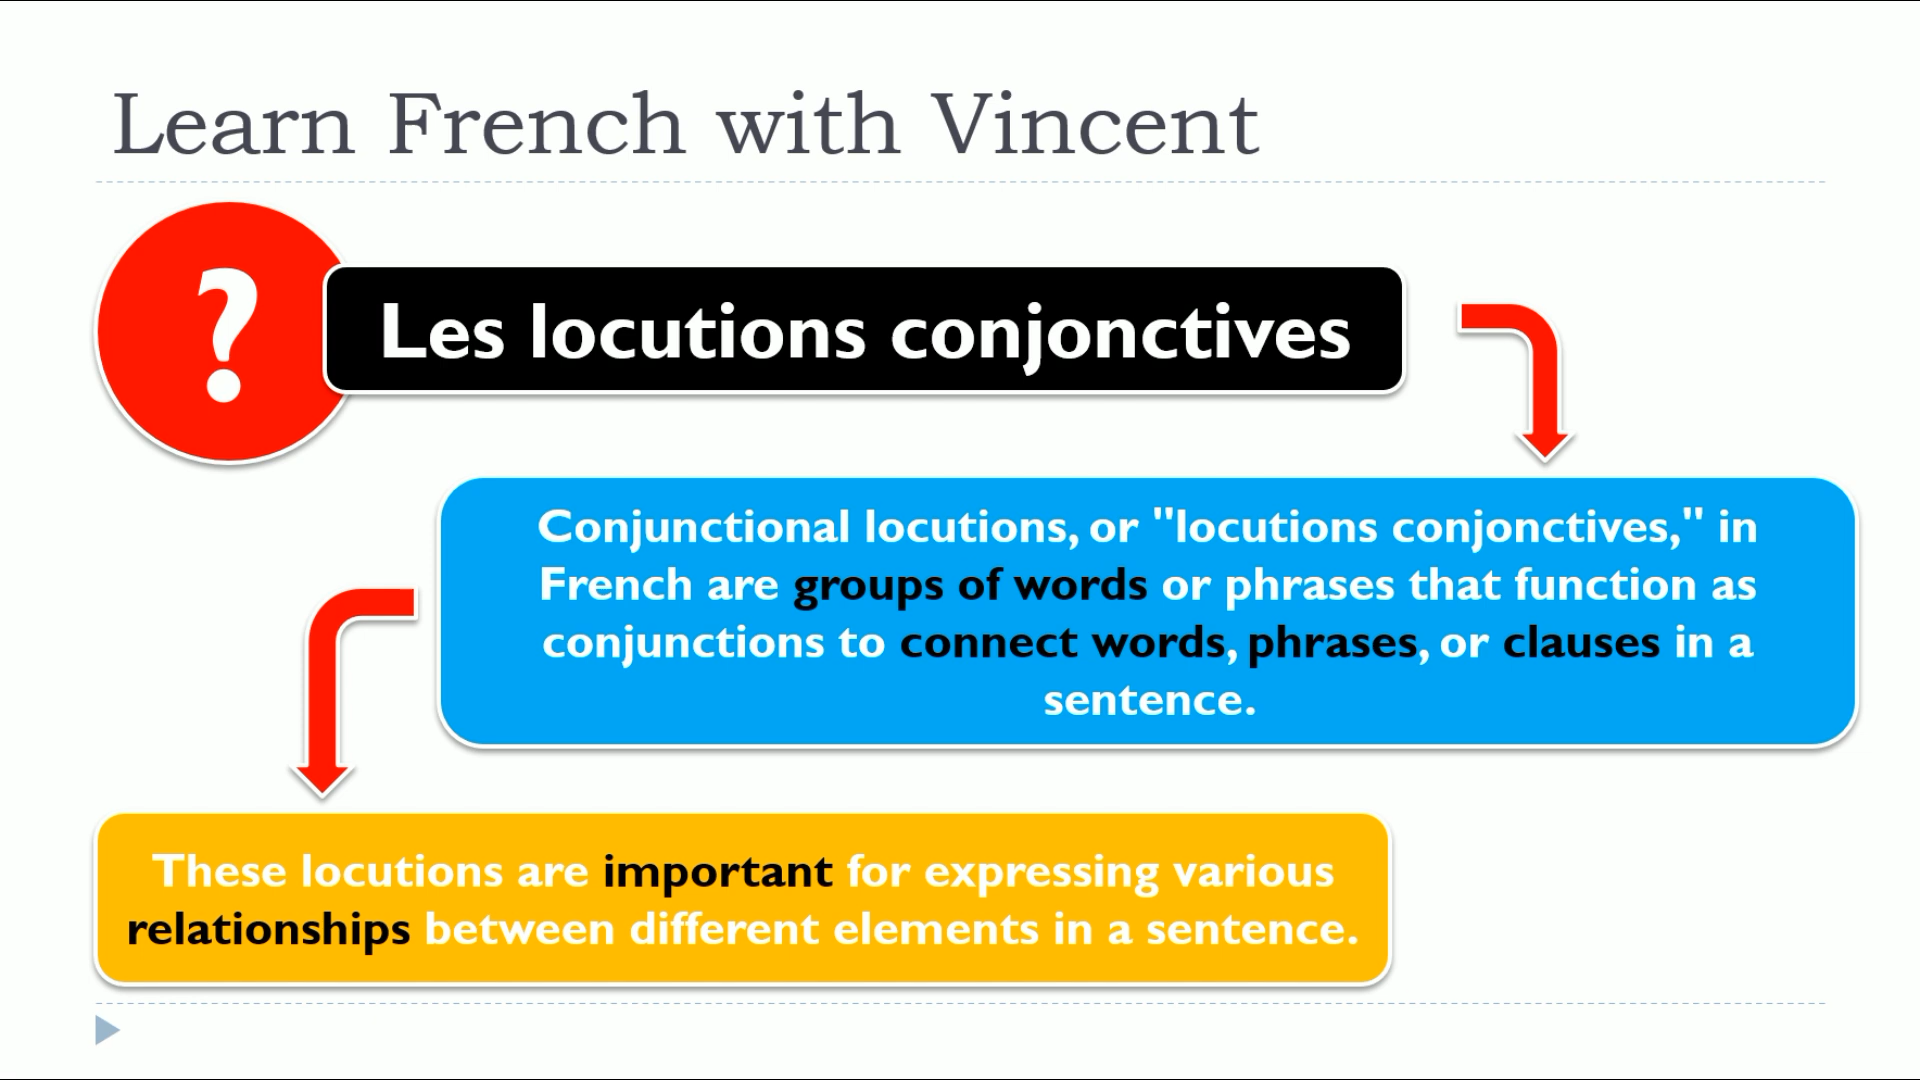 Learn French with Vincent
?
Les locutions conjonctives
Conjunctional locutions, or "locutions conjonctives," in
French are groups of words or phrases that function as
conjunctions to connect words, phrases, or clauses in a
sentence.
These locutions are important for expressing various
relationships between different elements in a sentence.